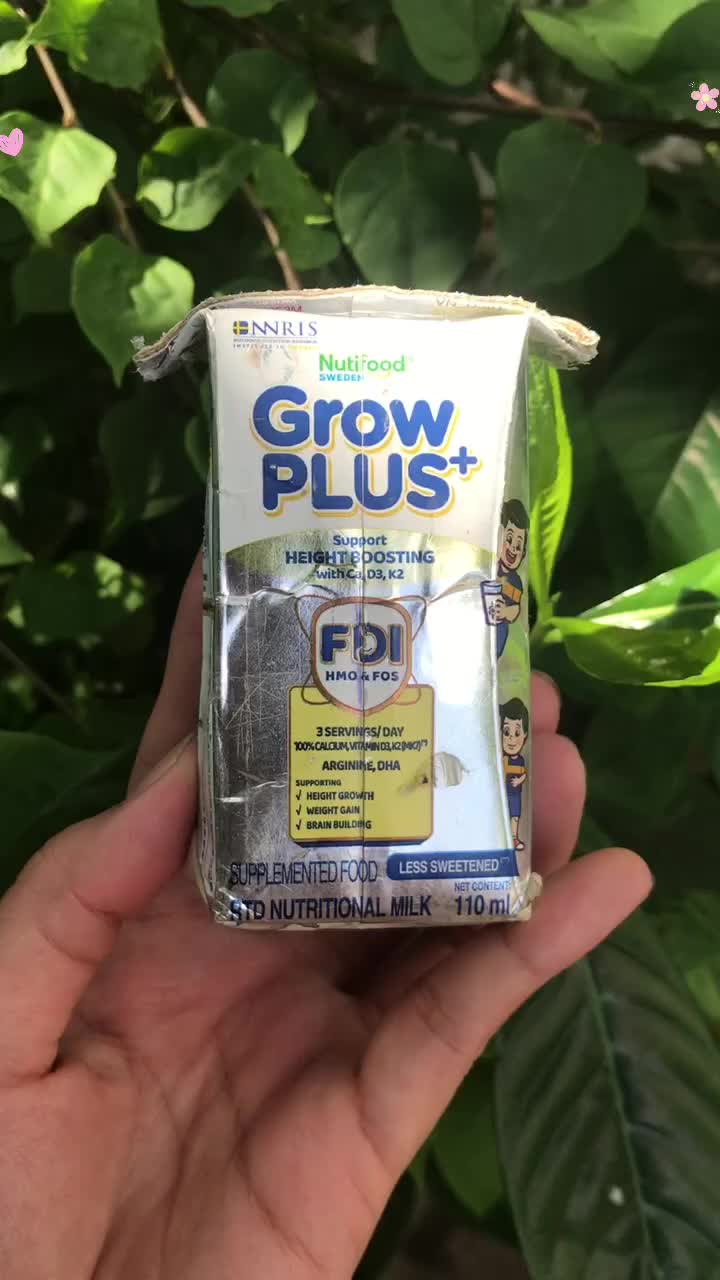 NNRIS
Nutifood
SWEDEN
Grow
PLUS+
Support
HEIGHT BOOSTING
with Ca, D3, K2
FDI
HMO & FOS
3 SERVINGS/ DAY
100% CALCIUM, VITAMIN D3, K2 (MK7)(*)
ARGININE, DHA
SUPPORTING
√ HEIGHT GROWTH
√ WEIGHT GAIN
√ BRAIN BUILDING
SUPPLEMENTED FOOD
LESS SWEETENED
RTD NUTRITIONAL MILK
NET CONTENT:
110 ml